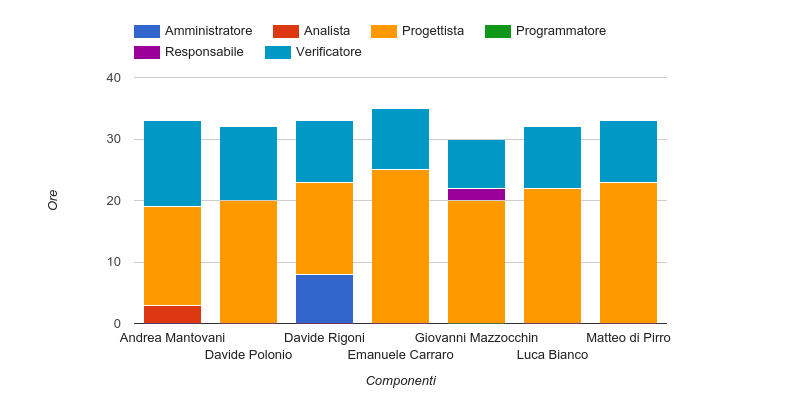 Amministratore Analista Progettista Programmatore
Responsabile Verificatore
40
30
20
10
0
Ore
Andrea Mantovani Davide Rigoni Giovanni Mazzocchin Matteo di Pirro
Davide Polonio Emanuele Carraro Luca Bianco
Componenti